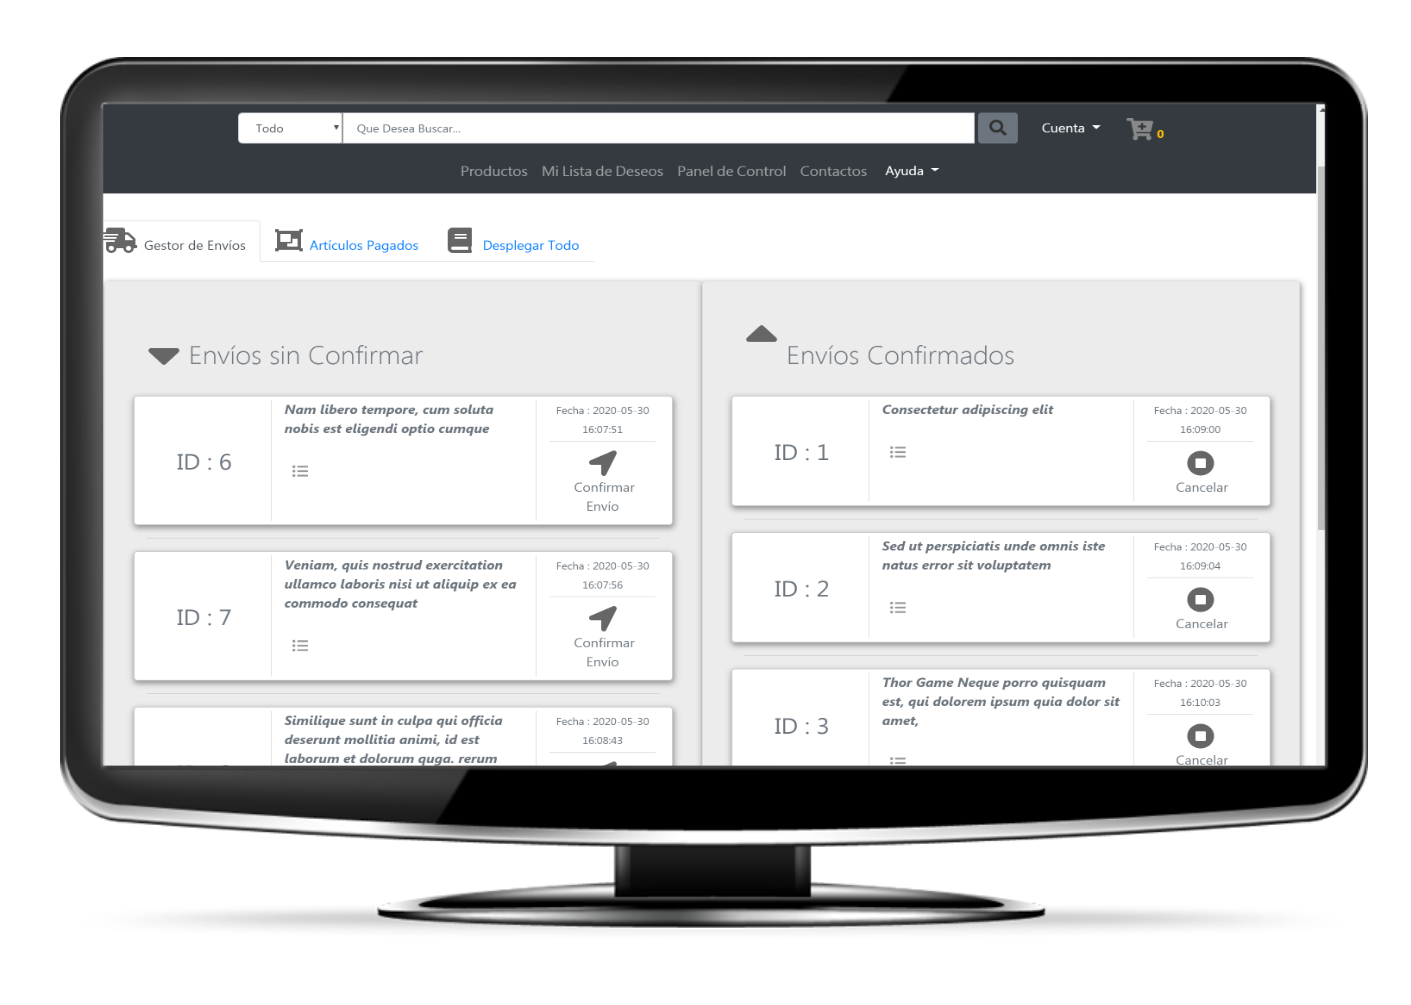 Todo
Que Desea Buscar...
Cuenta
0
Productos Mi Lista de Deseos Panel de Control Contactos Ayuda
Gestor de Envíos
Artículos Pagados
Desplegar Todo
Envíos sin Confirmar
ID : 6
Nam libero tempore, cum soluta
nobis est eligendi optio cumque
Fecha : 2020-05-30
16:07:51
Confirmar
Envío
ID : 7
Veniam, quis nostrud exercitation
ullamco laboris nisi ut aliquip ex ea
commodo consequat
Fecha : 2020-05-30
16:07:56
Confirmar
Envío
Similique sunt in culpa qui officia
deserunt mollitia animi, id est
laborum et dolorum quga. rerum
Fecha : 2020-05-30
16:08:43
Envíos Confirmados
ID : 1
Consectetur adipiscing elit
Fecha : 2020-05-30
16:09:00
Cancelar
ID : 2
Sed ut perspiciatis unde omnis iste
natus error sit voluptatem
Fecha : 2020-05-30
16:09:04
Cancelar
ID : 3
Thor Game Neque porro quisquam
est, qui dolorem ipsum quia dolor sit
amet,
Fecha : 2020-05-30
16:10:03
Cancelar